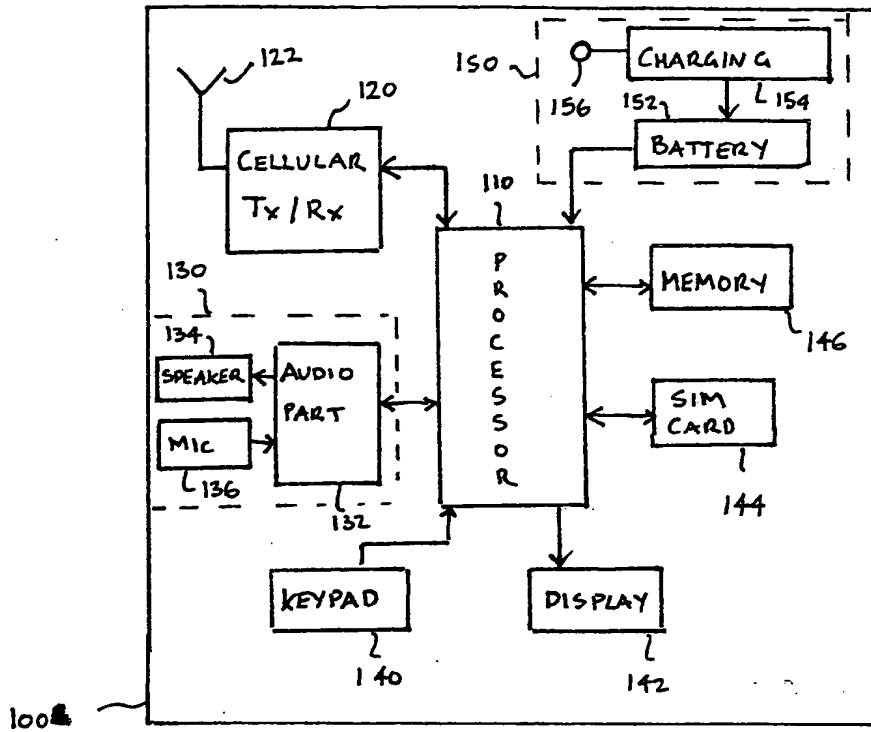 122
120
CELLULAR
Tx / Rx
150
156
CHARGING
154
152
BATTERY
110
PROCESSOR
130
134
SPEAKER
AUDIO
PART
MIC
136
132
MEMORY
146
SIM
CARD
144
KEYPAD
140
DISPLAY
142
100